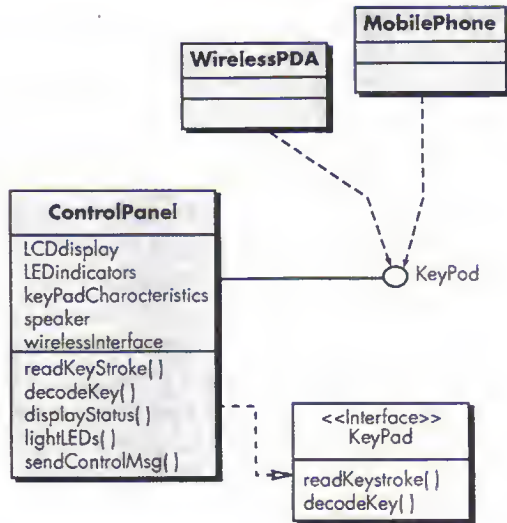 MobilePhone
WirelessPDA
ControlPanel
LCDdisplay
LEDindicators
keyPadCharocteristics
speaker
wirelessInterface
readKeyStroke( )
decodeKey( )
displayStatus( )
lightLEDs( )
sendControlMsg( )
KeyPod
<<Interface>>
KeyPad
readKeystroke( )
decodeKey( )